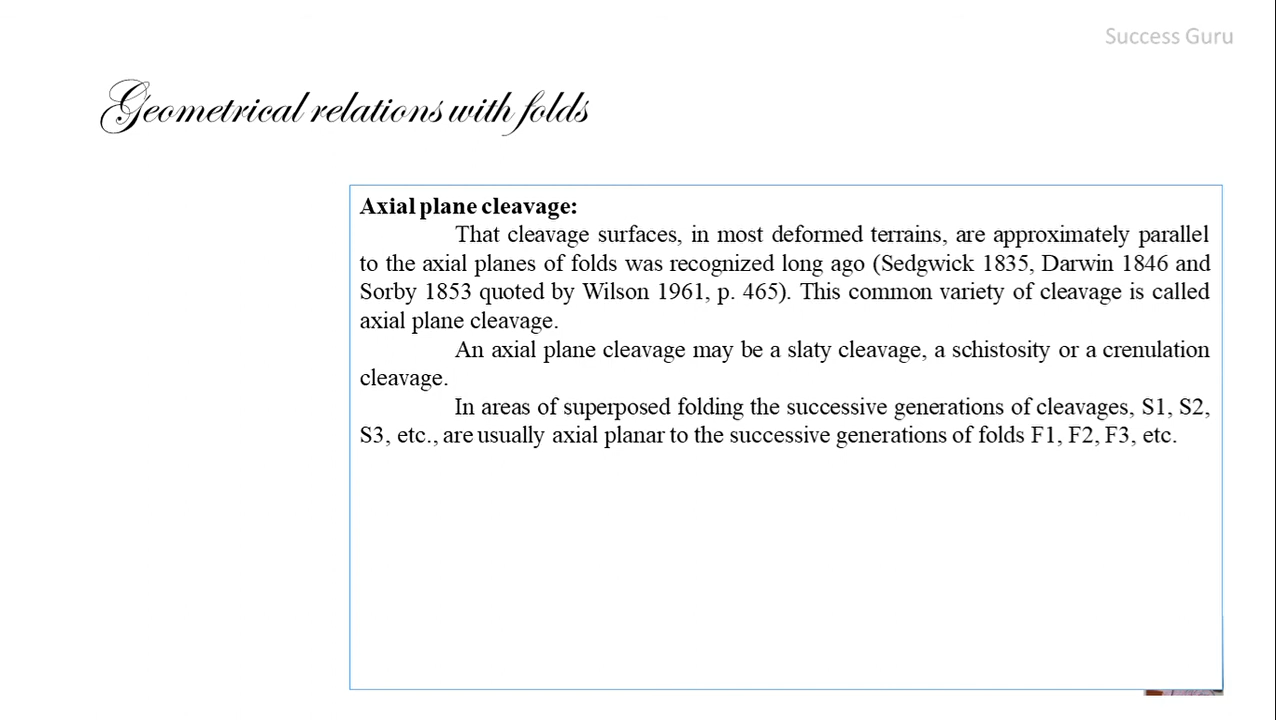 Success Guru
Geometrical relations with folds
Axial plane cleavage:
That cleavage surfaces, in most deformed terrains, are approximately parallel
to the axial planes of folds was recognized long ago (Sedgwick 1835, Darwin 1846 and
Sorby 1853 quoted by Wilson 1961, p. 465). This common variety of cleavage is called
axial plane cleavage.
An axial plane cleavage may be a slaty cleavage, a schistosity or a crenulation
cleavage.
In areas of superposed folding the successive generations of cleavages, S1, S2,
S3, etc., are usually axial planar to the successive generations of folds F1, F2, F3, etc.